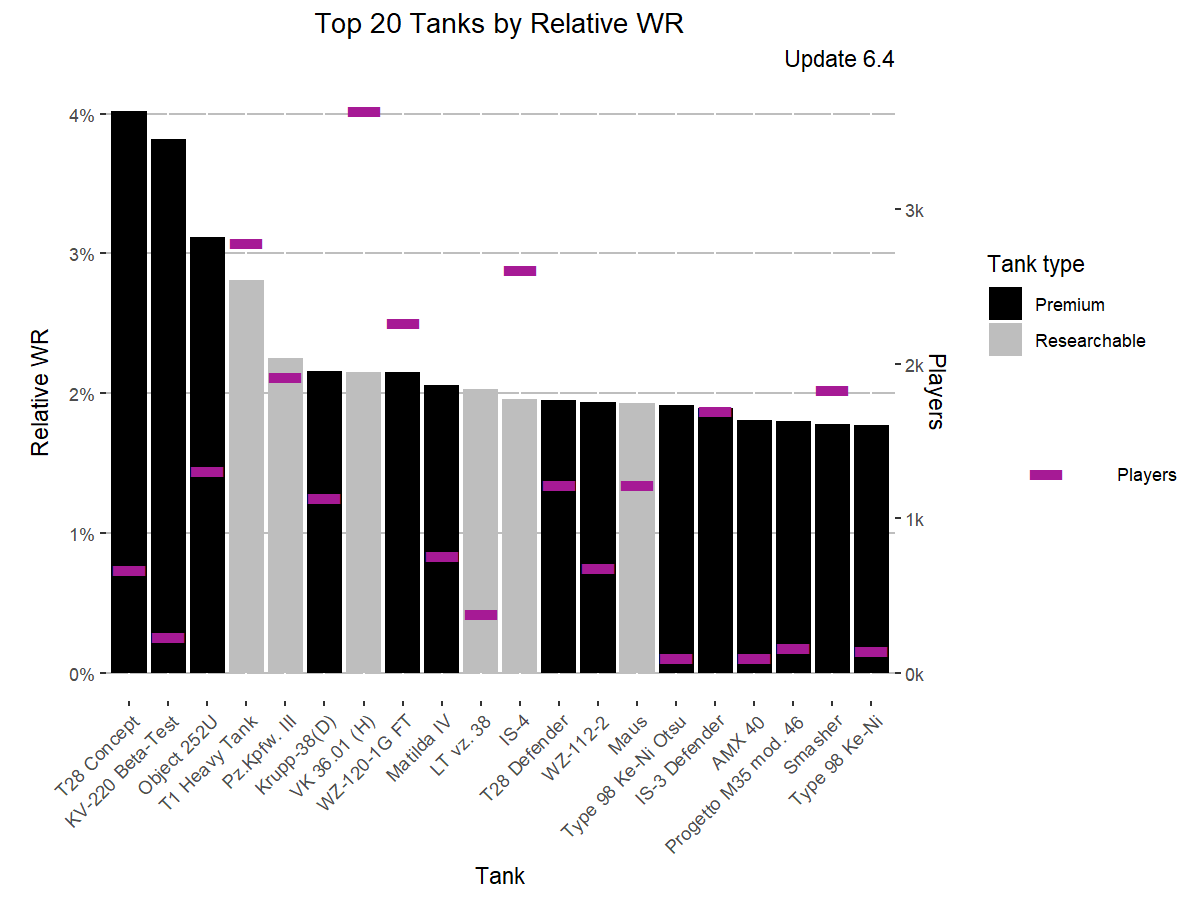 Top 20 Tanks by Relative WR
Update 6.4
4%
3%
2%
1%
0%
Relative WR
3k
2k
1k
0k
Players
Tank type
Premium
Researchable
Players
T28 Concept
KV-220 Beta-Test
Object 252U
T1 Heavy Tank
Pz.Kpfw. III
Krupp-38(D)
VK 36.01 (H)
WZ-120-1G FT
Matilda IV
LT vz. 38
IS-4
T28 Defender
WZ-112-2
Maus
Type 98 Ke-Ni Otsu
IS-3 Defender
AMX 40
Progetto M35 mod. 46
Smasher
Type 98 Ke-Ni
Tank